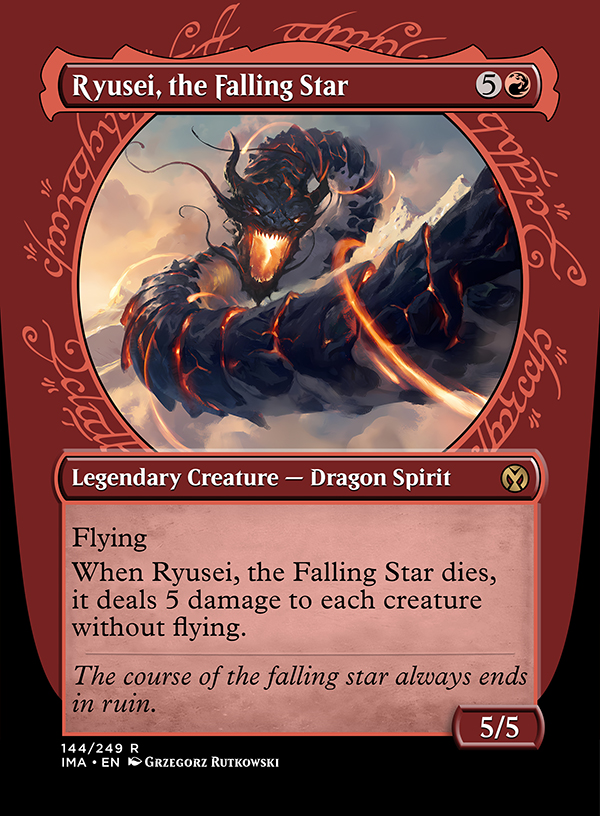 Ryusei, the Falling Star
5
Legendary Creature — Dragon Spirit
Flying
When Ryusei, the Falling Star dies,
it deals 5 damage to each creature
without flying.
The course of the falling star always ends
in ruin.
5/5
144/249 R
IMA • EN Grzegorz Rutkowski